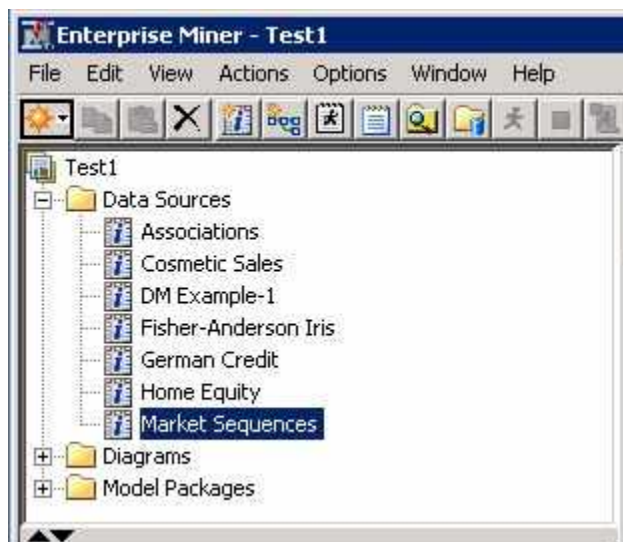 Enterprise Miner - Test1
File Edit View Actions Options Window Help
Test1
Data Sources
Associations
Cosmetic Sales
DM Example-1
Fisher-Anderson Iris
German Credit
Home Equity
Market Sequences
Diagrams
Model Packages